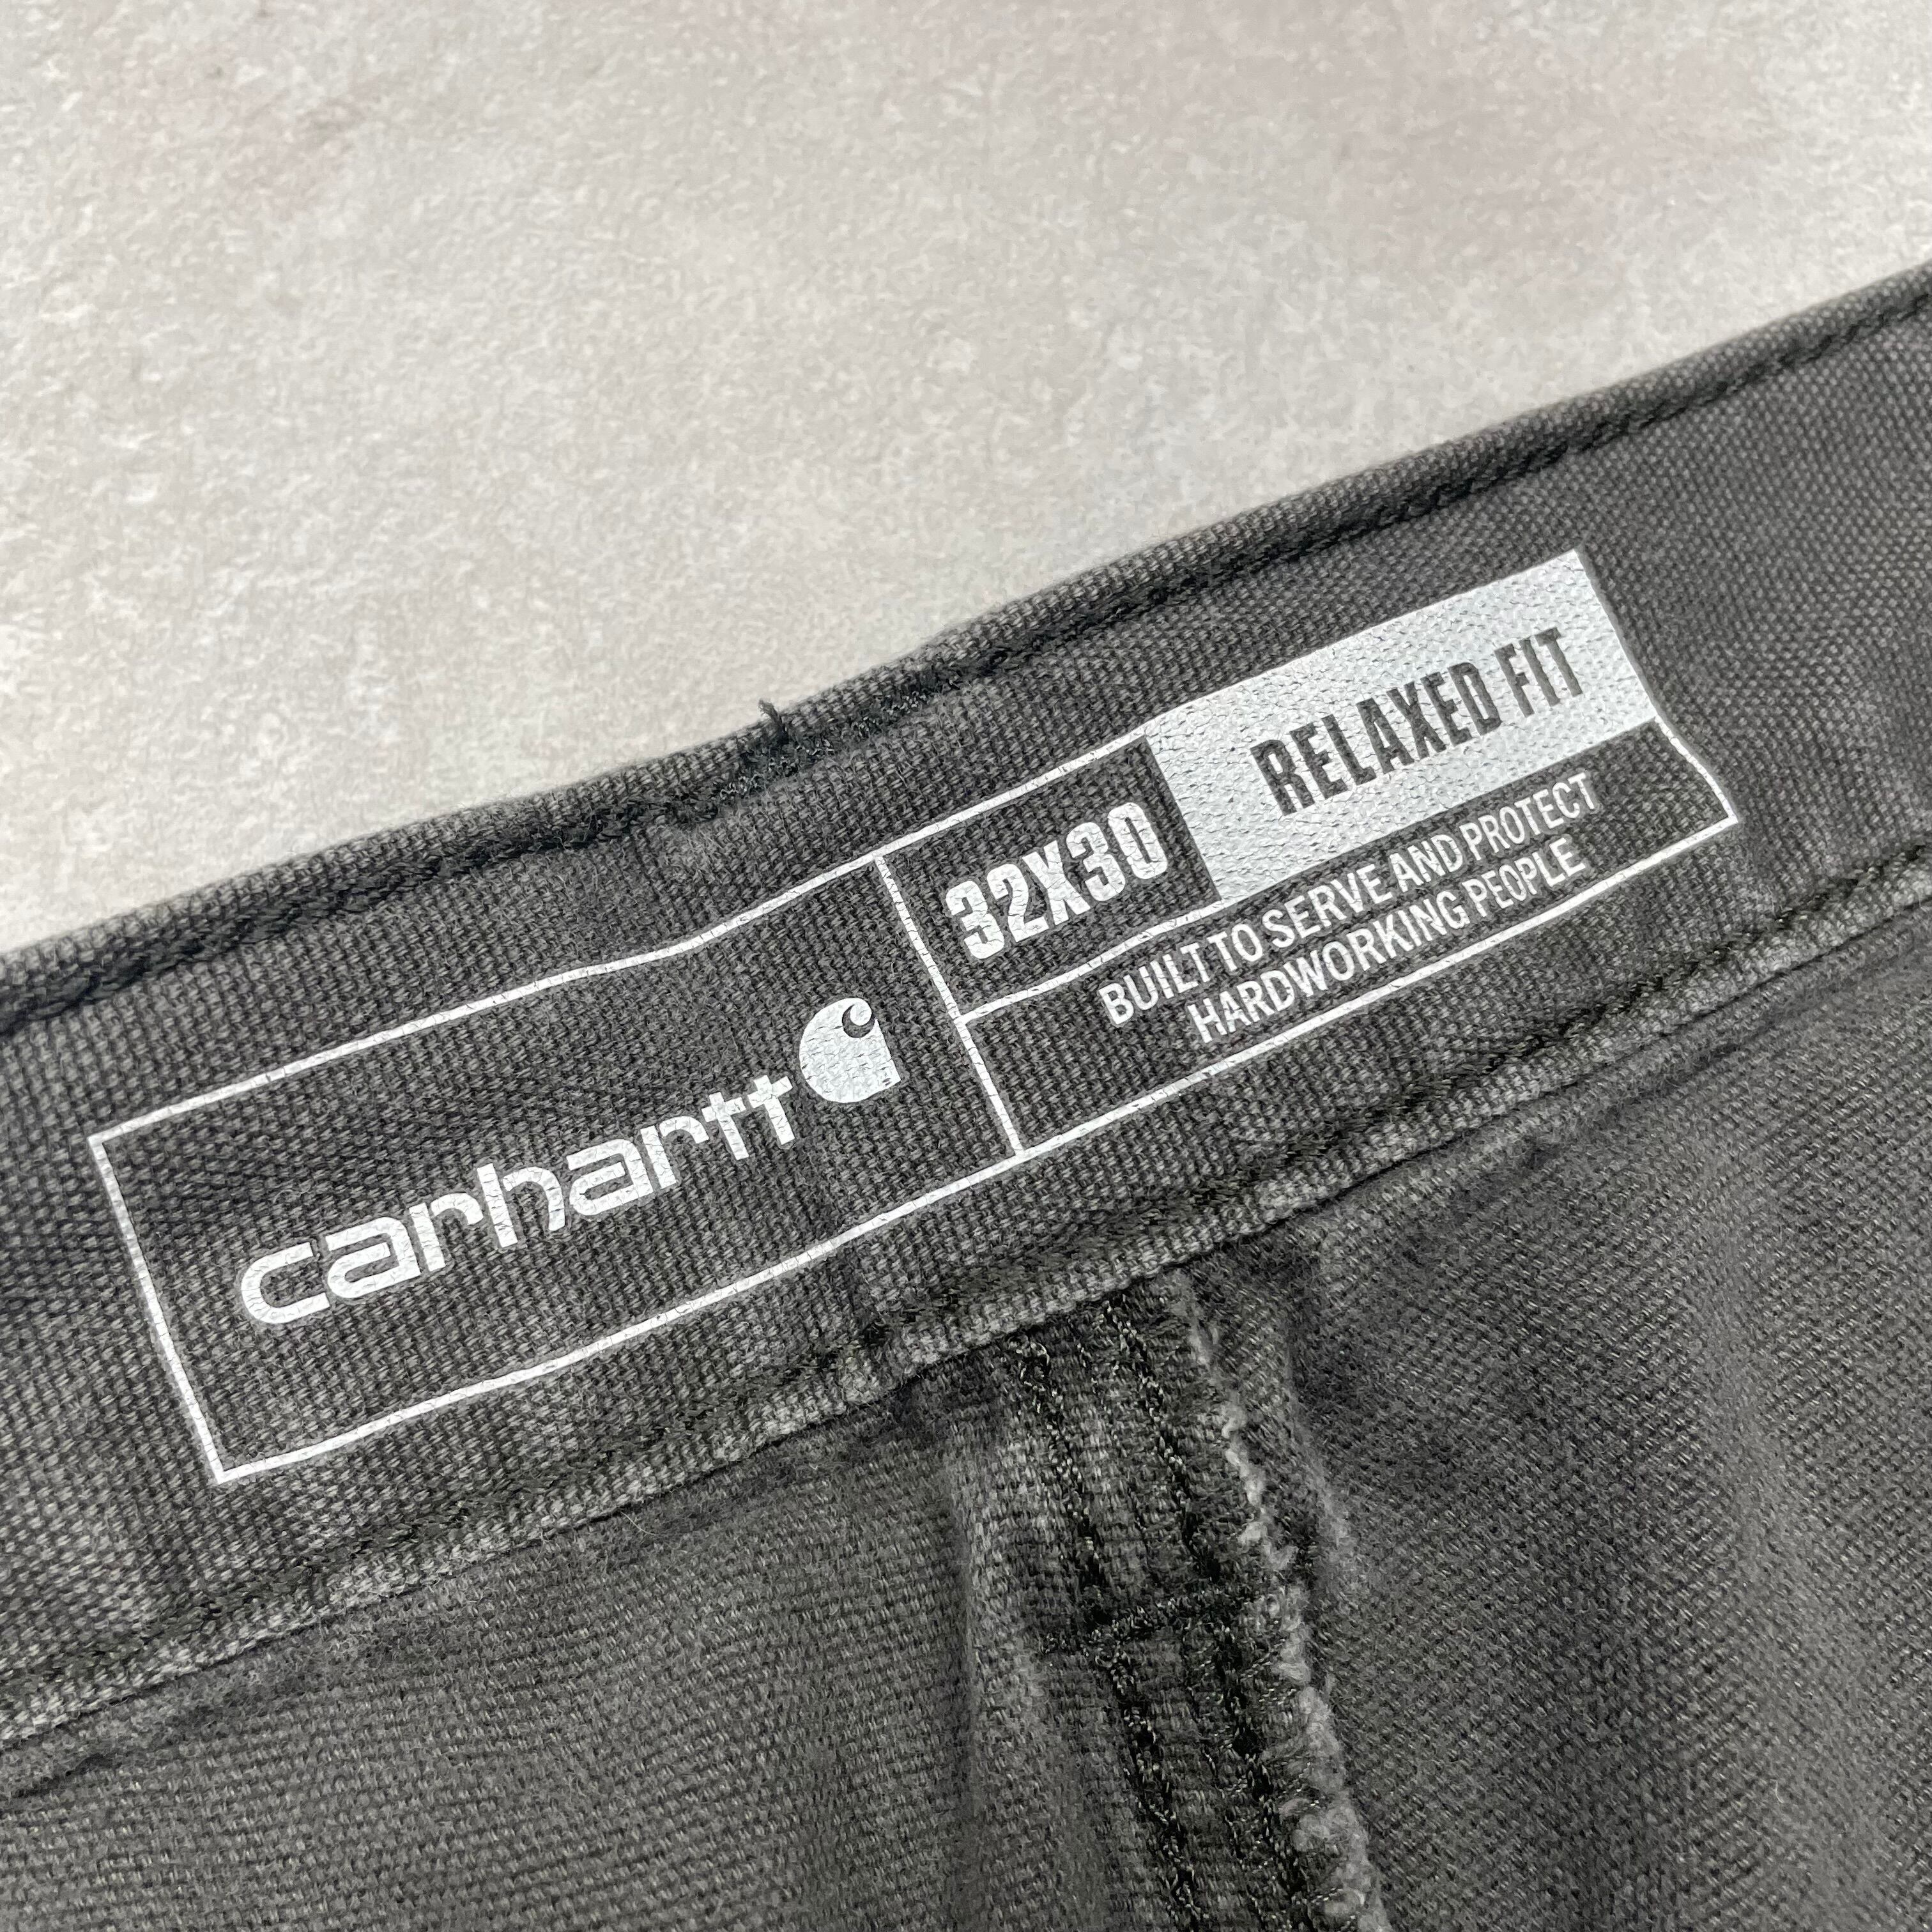 carhartt
32X30
RELAXED FIT
BUILT TO SERVE AND PROTECT
HARDWORKING PEOPLE